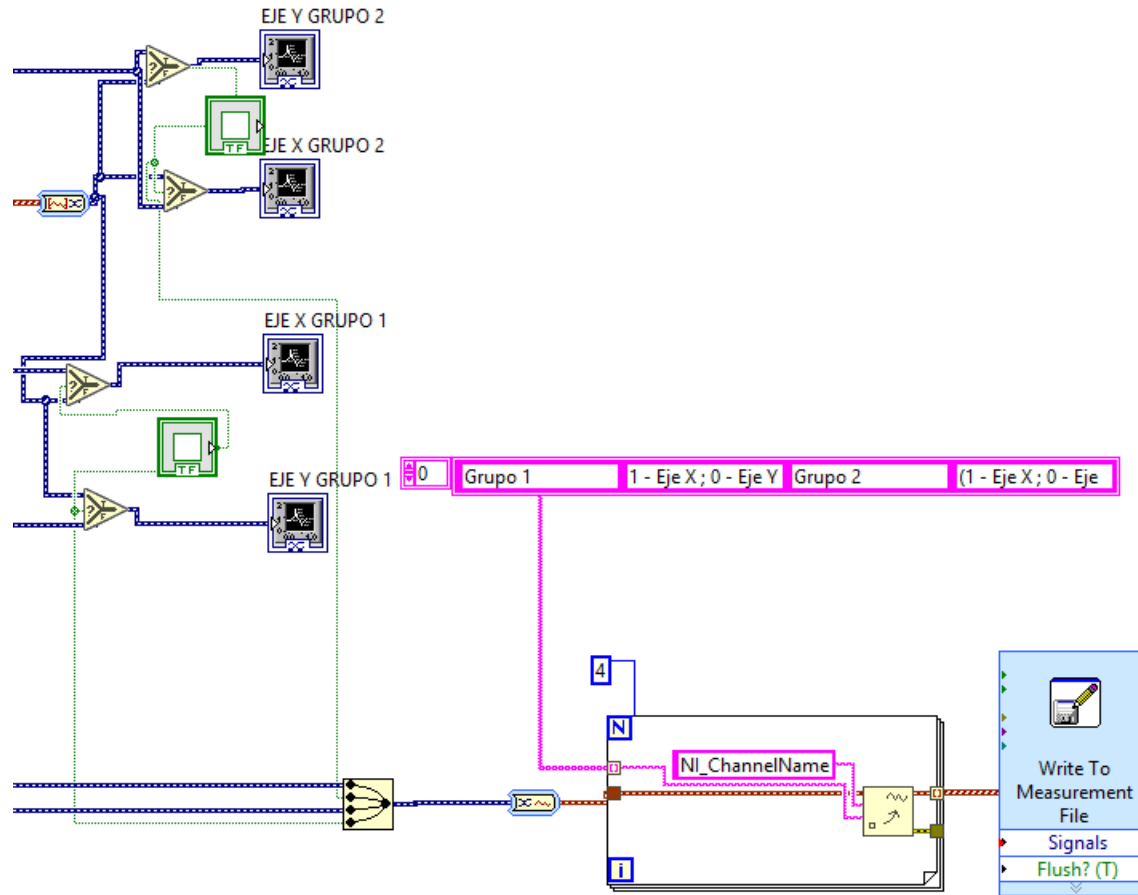 EJE Y GRUPO 2
TF
EJE X GRUPO 2
EJE X GRUPO 1
TF
EJE Y GRUPO 1
0
Grupo 1
1 - Eje X ; 0 - Eje Y
Grupo 2
(1 - Eje X ; 0 - Eje
4
N
NI_ChannelName
i
Write To
Measurement
File
Signals
Flush? (T)